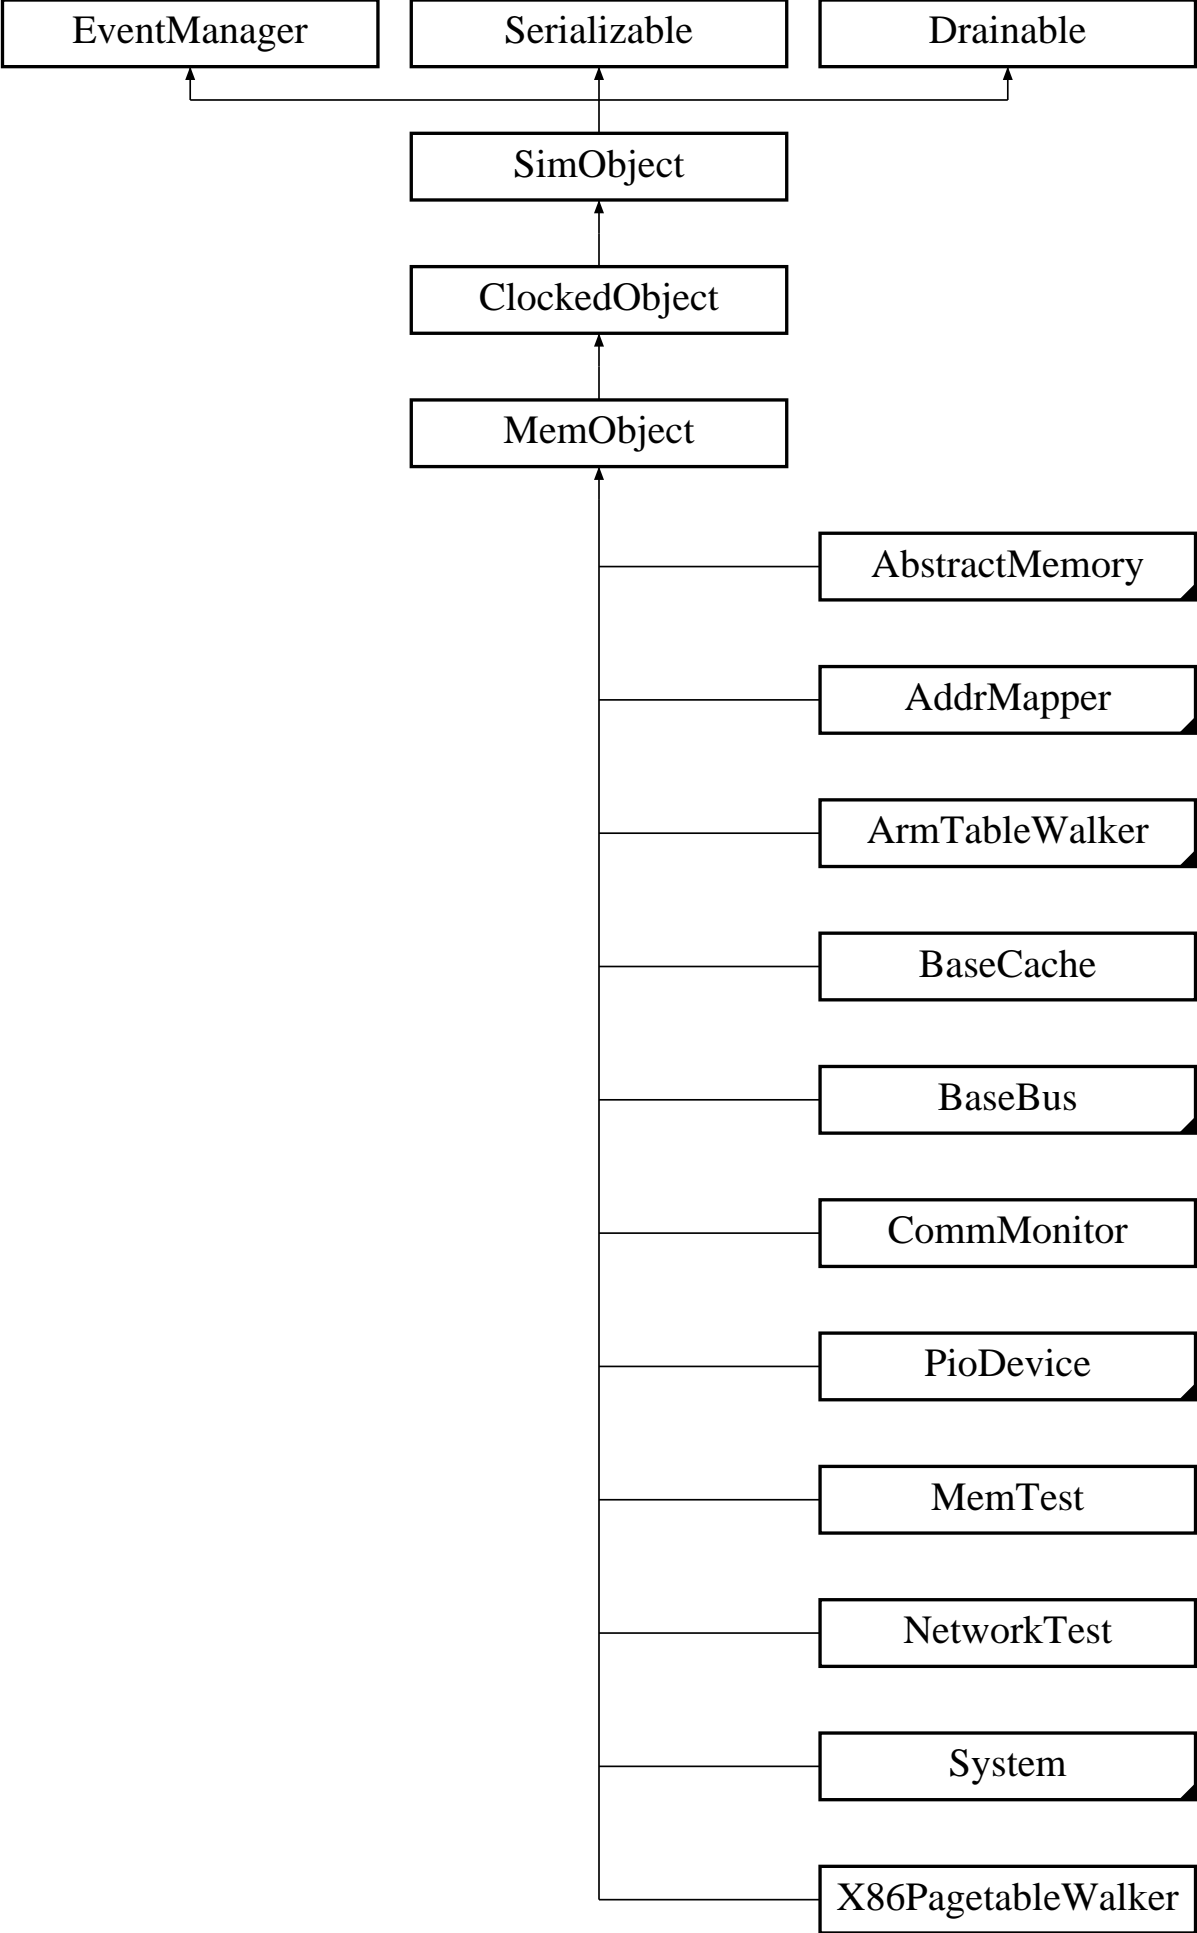 EventManager
Serializable
Drainable
SimObject
ClockedObject
MemObject
AbstractMemory
AddrMapper
ArmTableWalker
BaseCache
BaseBus
CommMonitor
PioDevice
MemTest
NetworkTest
System
X86PagetableWalker